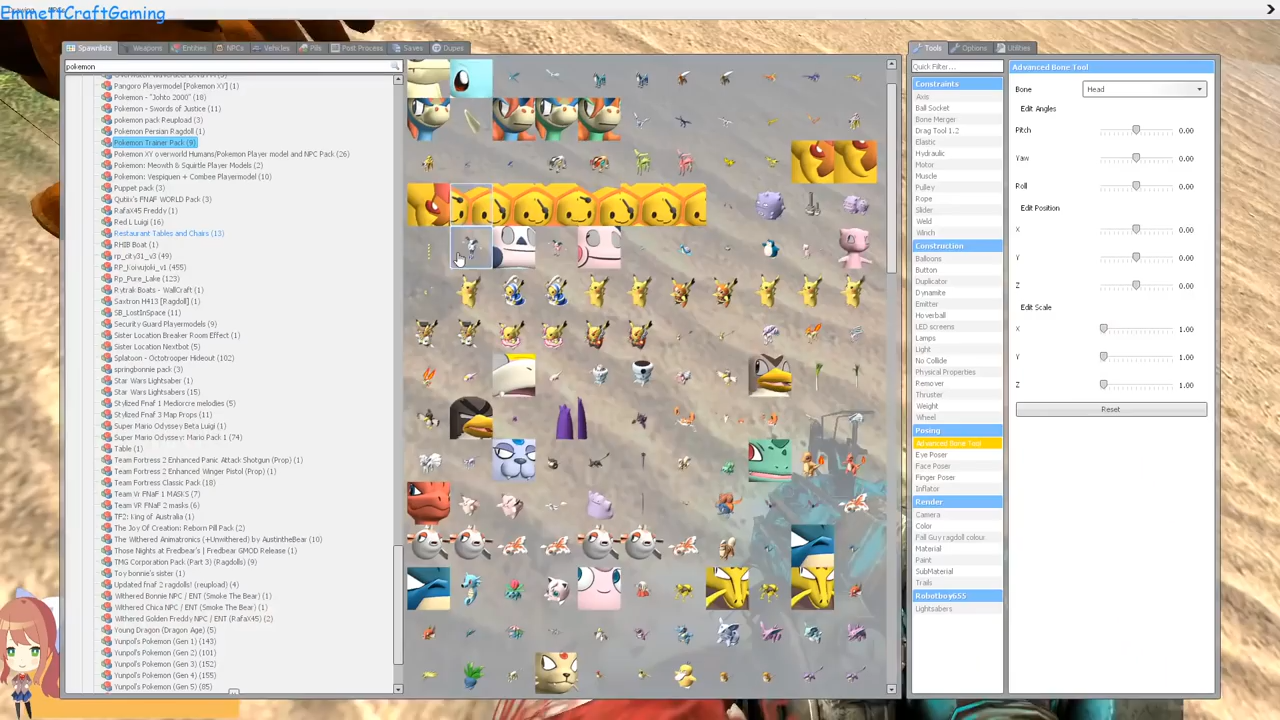 EmmettCraftGaming
Spawnlists
Weapons
Entities
NPCs
Vehicles
Pills
Post Process
Saves
Dupes
pokemon
Pangoro Playermodel [Pokemon XY] (1)
Pokemon - "Johto 2000" (18)
Pokemon - Swords of Justice (11)
pokemon pack Reupload (3)
Pokemon Persian Ragdoll (1)
Pokemon Trainer Pack (9)
Pokemon XY overworld Humans/Pokemon Player model and NPC Pack (26)
Pokemon: Meowth & Squirtle Player Models (2)
Pokemon: Vespiquen + Combee Playermodel (10)
Puppet pack (3)
Qutiix's FNAF WORLD Pack (3)
RafaX45 Freddy (1)
Red L Luigi (16)
Restaurant Tables and Chairs (13)
RHIB Boat (1)
rp_city31_v3 (49)
RP_Koivujoki_v1 (455)
Rp_Pure_Lake (123)
Rytrak Boats - WallCraft (1)
Saxtron H413 [Ragdoll] (1)
SB_LostInSpace (11)
Security Guard Playermodels (9)
Sister Location Breaker Room Effect (1)
Sister Location Nextbot (5)
Splatoon - Octotrooper Hideout (102)
springbonnie pack (3)
Star Wars Lightsaber (1)
Star Wars Lightsabers (15)
Stylized Fnaf 1 Mediocrre melodies (5)
Stylized Fnaf 3 Map Props (11)
Super Mario Odyssey Beta Luigi (1)
Super Mario Odyssey: Mario Pack 1 (74)
Table (1)
Team Fortress 2 Enhanced Panic Attack Shotgun (Prop) (1)
Team Fortress 2 Enhanced Winger Pistol (Prop) (1)
Team Fortress Classic Pack (18)
Team Vr FNaF 1 MASKS (7)
Team VR FNAF 2 masks (6)
TF2: King of Australia (1)
The Joy Of Creation: Reborn Pill Pack (2)
The Withered Animatronics (+Unwithered) by AustintheBear (10)
Those Nights at Fredbear's | Fredbear GMOD Release (1)
TMG Corporation Pack (Part 3) (Ragdolls) (9)
Toy bonnie's sister (1)
Updated fnaf 2 ragdolls! (reupload) (4)
Withered Bonnie NPC / ENT (Smoke The Bear) (1)
Withered Chica NPC / ENT (Smoke The Bear) (1)
Withered Golden Freddy NPC / ENT (RafaX45) (2)
Young Dragon (Dragon Age) (5)
Yunpol's Pokemon (Gen 1) (143)
Yunpol's Pokemon (Gen 2) (101)
Yunpol's Pokemon (Gen 3) (152)
Yunpol's Pokemon (Gen 4) (155)
Yunpol's Pokemon (Gen 5) (85)
Tools
Options
Utilities
Quick Filter...
Constraints
Axis
Ball Socket
Bone Merger
Drag Tool 1.2
Elastic
Hydraulic
Motor
Muscle
Pulley
Rope
Slider
Weld
Winch
Construction
Balloons
Button
Duplicator
Dynamite
Emitter
Hoverball
LED screens
Lamps
Light
No Collide
Physical Properties
Remover
Thruster
Weight
Wheel
Posing
Advanced Bone Tool
Eye Poser
Face Poser
Finger Poser
Inflator
Render
Camera
Color
Fall Guy ragdoll colour
Material
Paint
SubMaterial
Trails
Robotboy655
Lightsabers
Advanced Bone Tool
Bone
Head
Edit Angles
Pitch
0.00
Yaw
0.00
Roll
0.00
Edit Position
X
0.00
Y
0.00
Z
0.00
Edit Scale
X
1.00
Y
1.00
Z
1.00
Reset